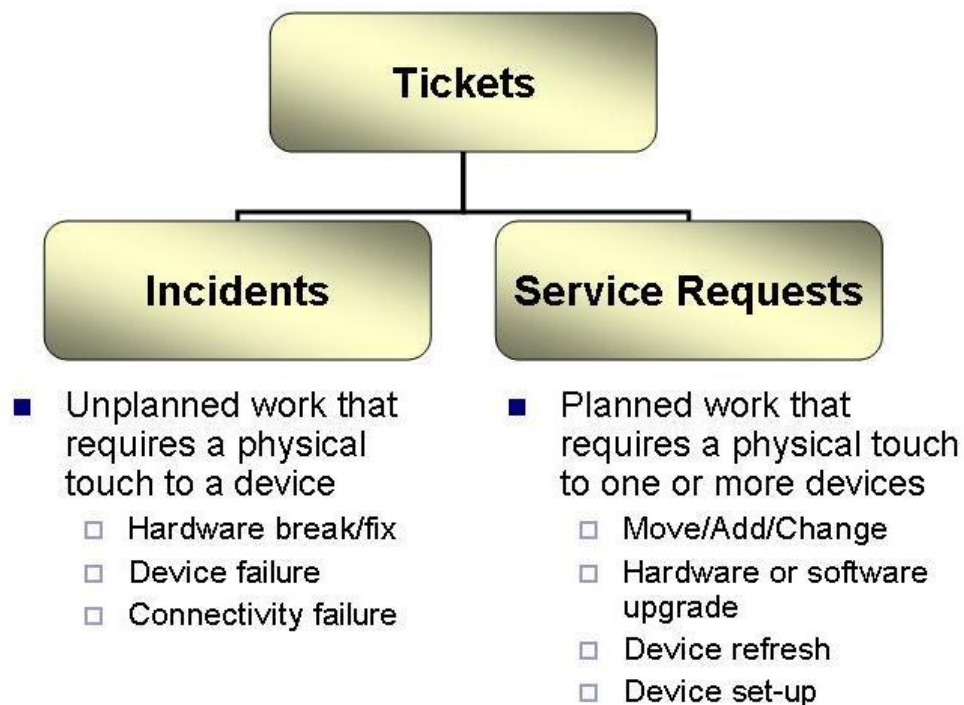 Tickets
Incidents
Service Requests
Unplanned work that
requires a physical
touch to a device
Hardware break/fix
Device failure
Connectivity failure
Planned work that
requires a physical touch
to one or more devices
Move/Add/Change
Hardware or software
upgrade
Device refresh
Device set-up